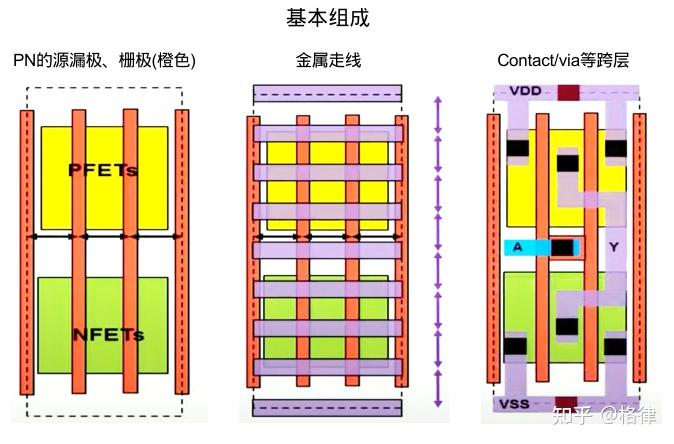 基本组成
PN的源漏极、栅极(橙色)
金属走线
Contact/via等跨层
PFETs
NFETs
VDD
A
Y
VSS
知乎 @格律